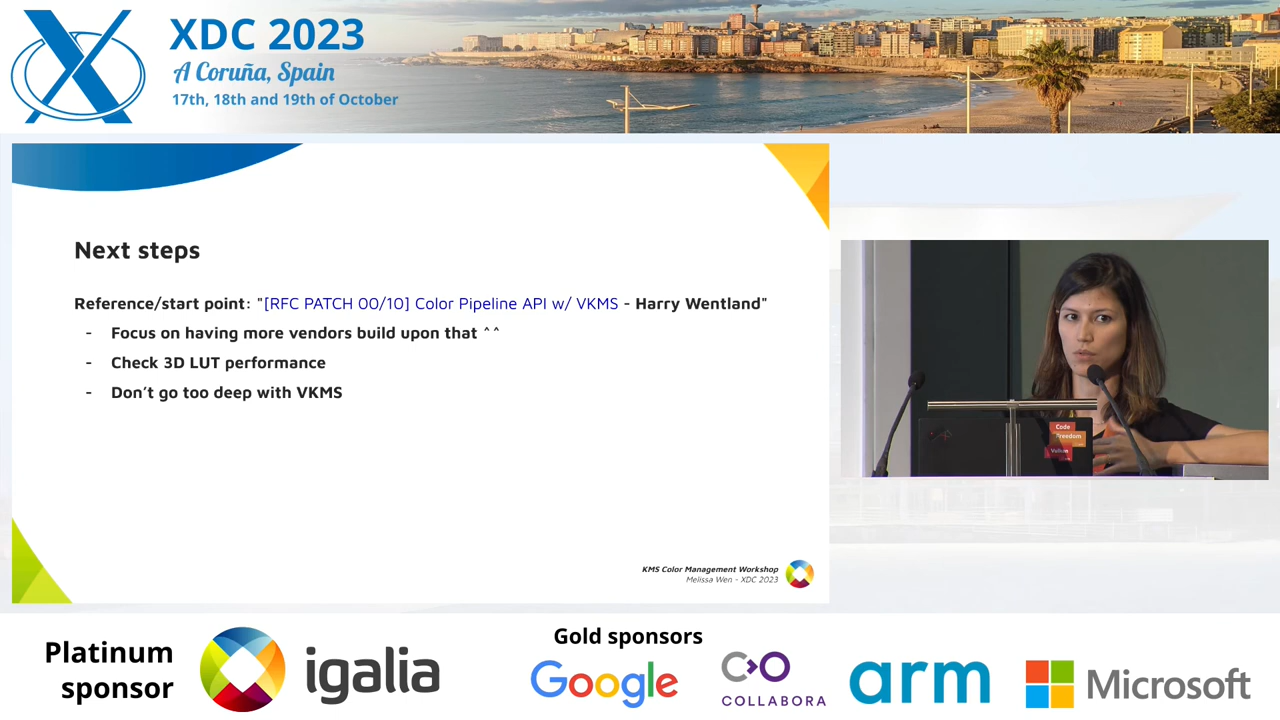 XDC 2023
A Coruña, Spain
17th, 18th and 19th of October
Next steps
Reference/start point: "[RFC PATCH 00/10] Color Pipeline API w/ VKMS - Harry Wentland"
- Focus on having more vendors build upon that ^^
- Check 3D LUT performance
- Don’t go too deep with VKMS
KMS Color Management Workshop
Melissa Wen - XDC 2023
Code
Freedom
Vulkan
Platinum
sponsor
igalia
Gold sponsors
Google
COLLABORA
arm
Microsoft